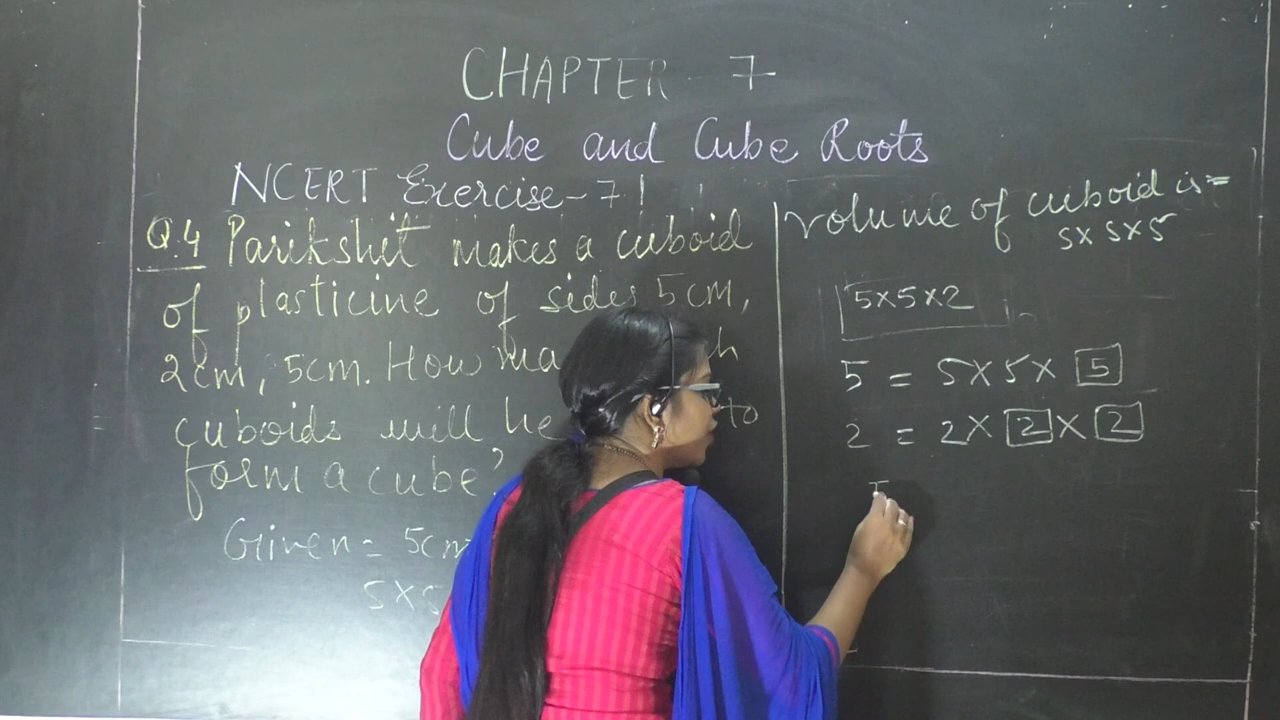 CHAPTER - 7
Cube and Cube Roots
NCERT Exercise-7.1
Q.4 Parikshit makes a cuboid
of plasticine of sides 5cm,
2cm, 5cm. How
cuboids will he to
form a cube?
Given = 5cm
5×5
volume of cuboid is =
5×5×5
5×5×2
5 = 5×5×5
2 = 2×2×2